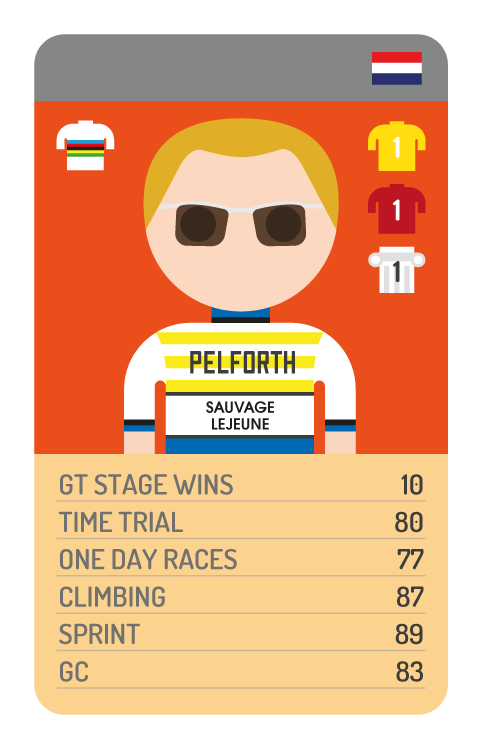 1
1
1
PELFORTH
SAUVAGE
LEJEUNE
GT STAGE WINS 10
TIME TRIAL 80
ONE DAY RACES 77
CLIMBING 87
SPRINT 89
GC 83